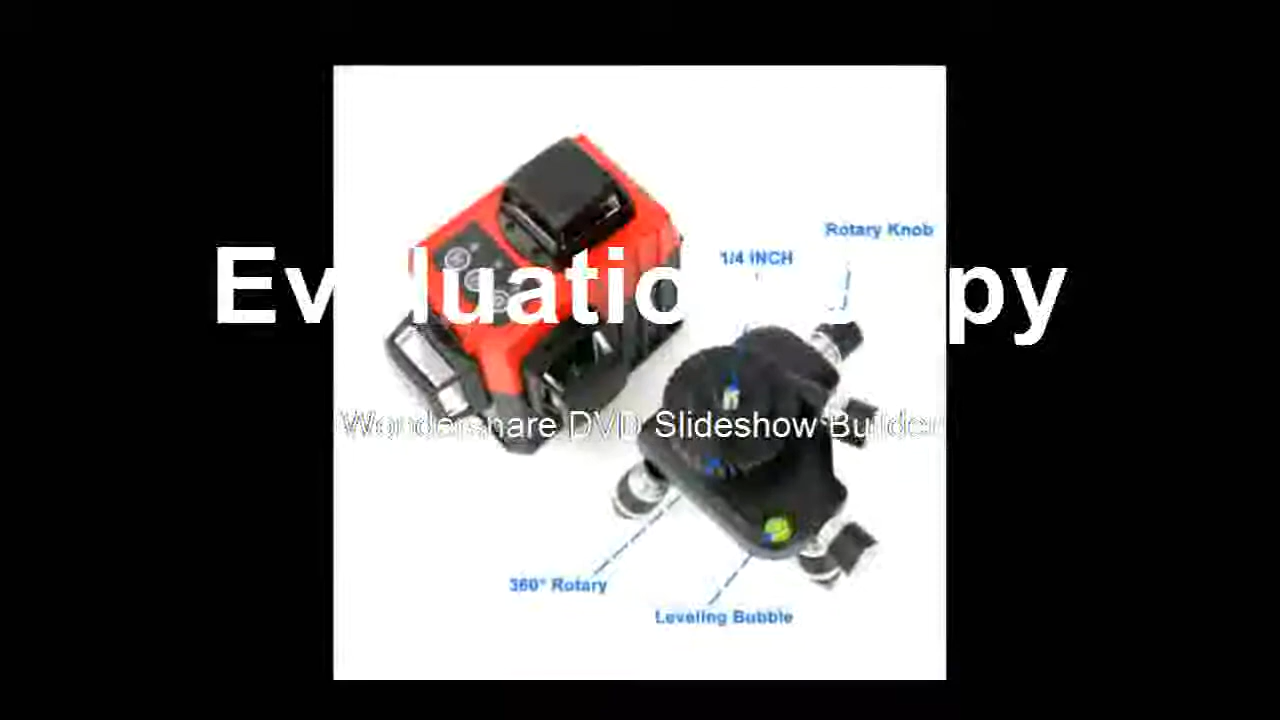 Rotary Knob
1/4 INCH
Evaluation Copy
Wondershare DVD Slideshow Builder
360° Rotary
Leveling Bubble